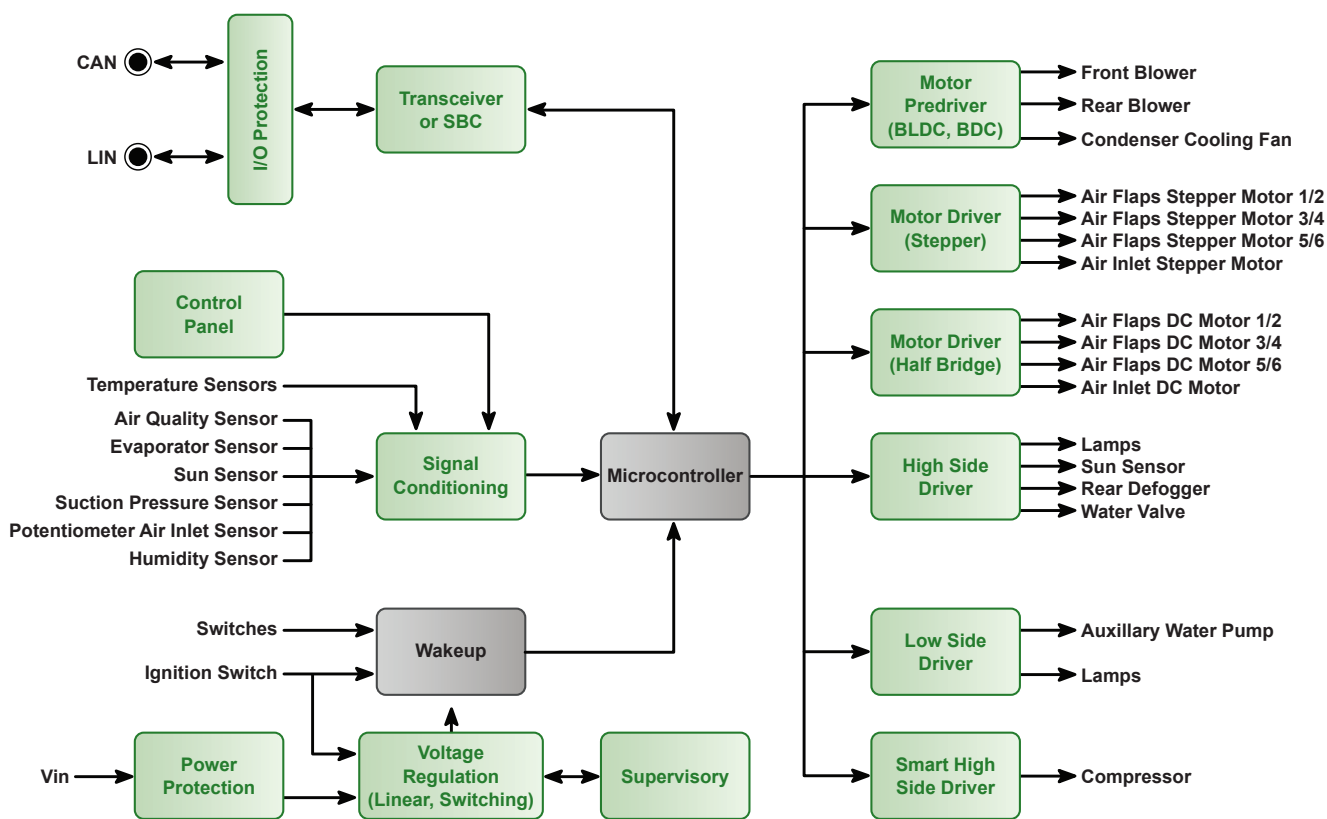 CAN
LIN
I/O Protection
Transceiver
or SBC
Control
Panel
Temperature Sensors
Air Quality Sensor
Evaporator Sensor
Sun Sensor
Suction Pressure Sensor
Potentiometer Air Inlet Sensor
Humidity Sensor
Signal
Conditioning
Microcontroller
Switches
Ignition Switch
Wakeup
Vin
Power
Protection
Voltage
Regulation
(Linear, Switching)
Supervisory
Motor
Predriver
(BLDC, BDC)
Front Blower
Rear Blower
Condenser Cooling Fan
Motor Driver
(Stepper)
Air Flaps Stepper Motor 1/2
Air Flaps Stepper Motor 3/4
Air Flaps Stepper Motor 5/6
Air Inlet Stepper Motor
Motor Driver
(Half Bridge)
Air Flaps DC Motor 1/2
Air Flaps DC Motor 3/4
Air Flaps DC Motor 5/6
Air Inlet DC Motor
High Side
Driver
Lamps
Sun Sensor
Rear Defogger
Water Valve
Low Side
Driver
Auxillary Water Pump
Lamps
Smart High
Side Driver
Compressor